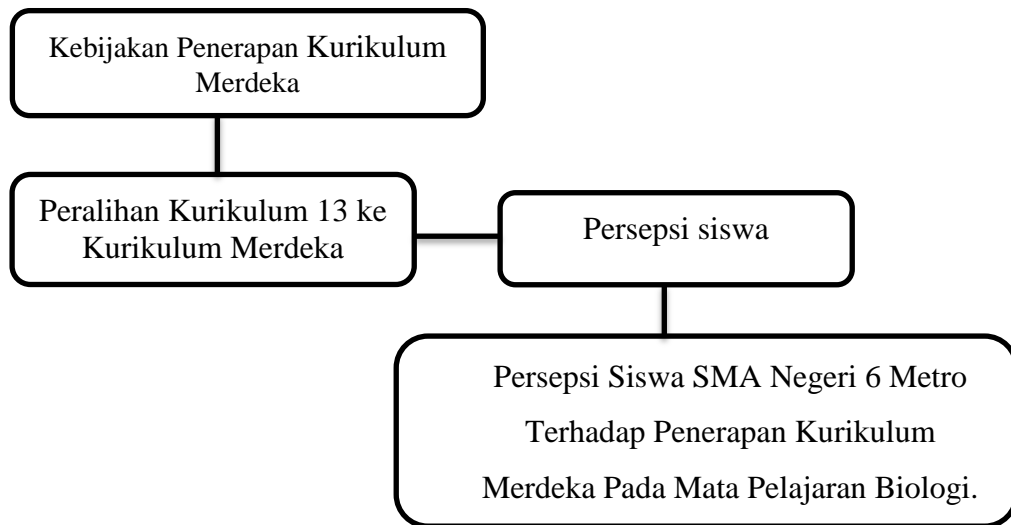 Kebijakan Penerapan Kurikulum
Merdeka
Peralihan Kurikulum 13 ke
Kurikulum Merdeka
Persepsi siswa
Persepsi Siswa SMA Negeri 6 Metro
Terhadap Penerapan Kurikulum
Merdeka Pada Mata Pelajaran Biologi.